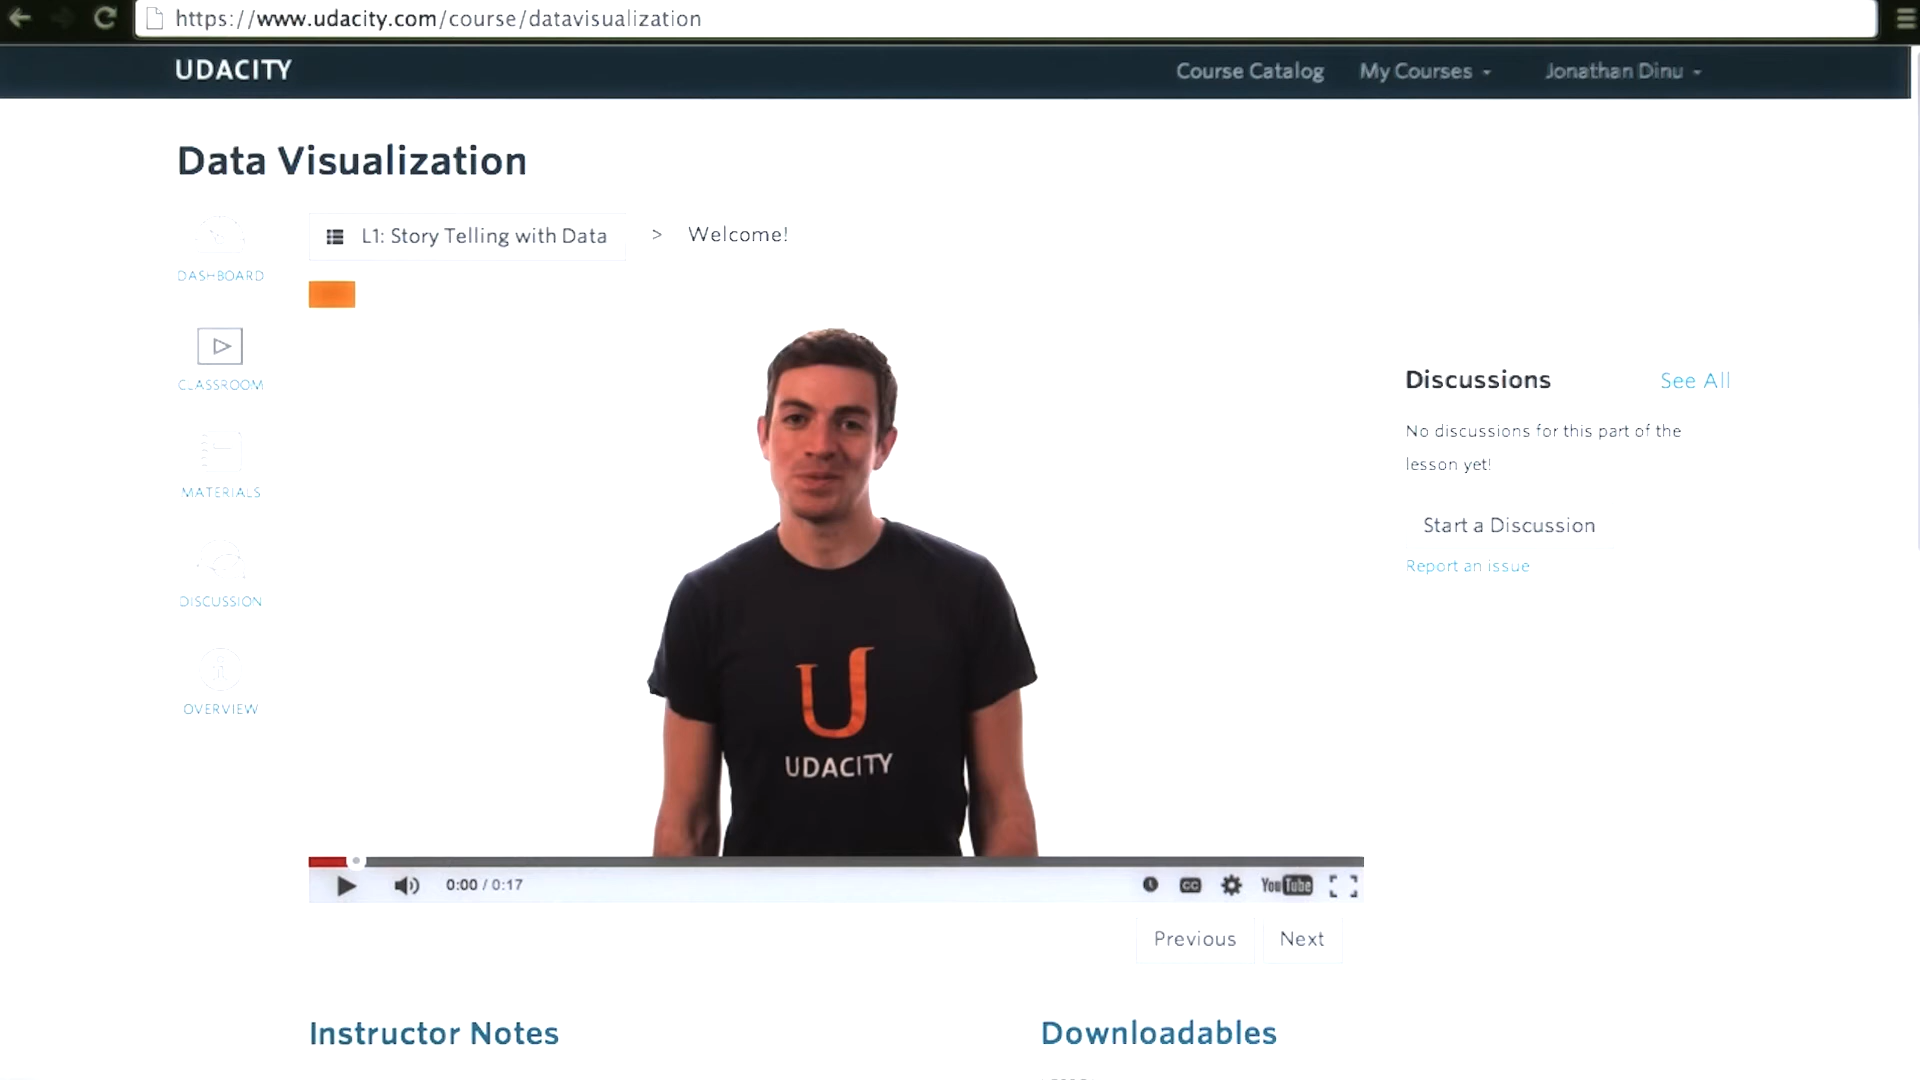 https://www.udacity.com/course/datavisualization
UDACITY
Course Catalog
My Courses
Jonathan Dinu
Data Visualization
L1: Story Telling with Data
>
Welcome!
DASHBOARD
CLASSROOM
MATERIALS
DISCUSSION
OVERVIEW
Discussions
See All
No discussions for this part of the
lesson yet!
Start a Discussion
Report an issue
U
UDACITY
0:00 / 0:17
CC
YouTube
Previous
Next
Instructor Notes
Downloadables